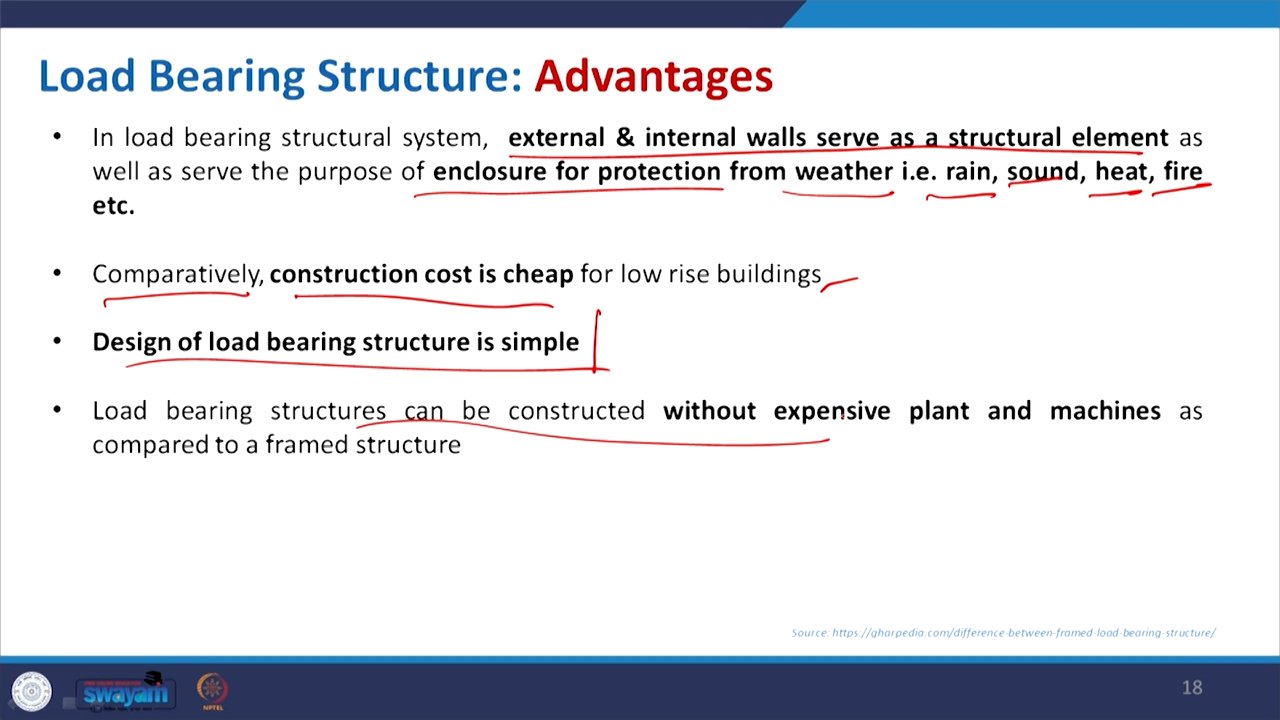 Load Bearing Structure: Advantages
• In load bearing structural system, external & internal walls serve as a structural element as
well as serve the purpose of enclosure for protection from weather i.e. rain, sound, heat, fire
etc.
• Comparatively, construction cost is cheap for low rise buildings
• Design of load bearing structure is simple
• Load bearing structures can be constructed without expensive plant and machines as
compared to a framed structure
Source: https://gharpedia.com/difference-between-framed-load-bearing-structure/
swayam
NPTEL
18